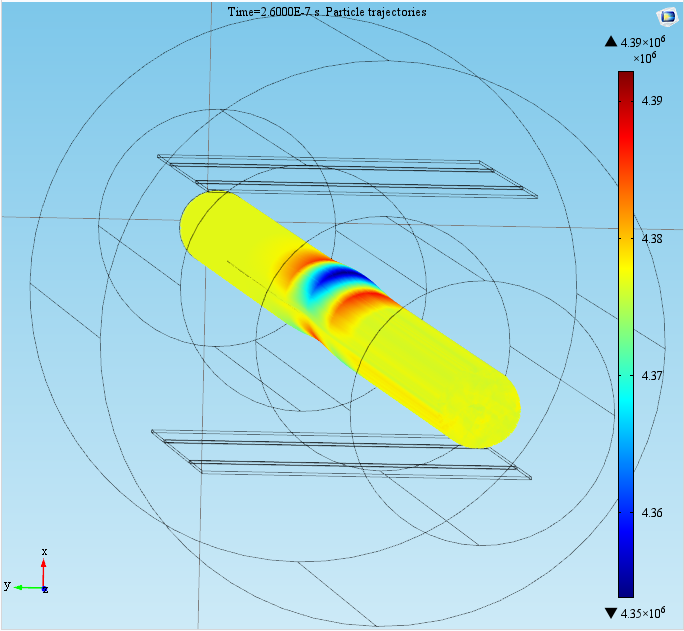 Time=2.6000E-7 s Particle trajectories
▲ 4.39×10⁶
×10⁶
4.39
4.38
4.37
4.36
▼ 4.35×10⁶
x
y
z